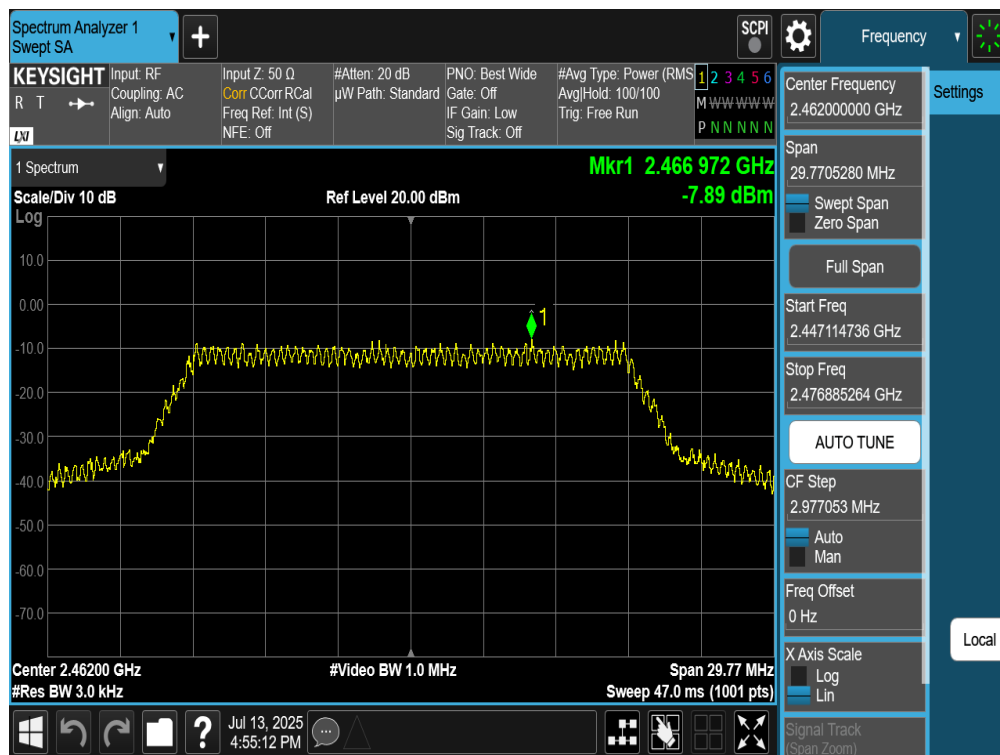 Spectrum Analyzer 1
Swept SA
+
SCPI
Frequency
KEYSIGHT
R T
LXI
Input: RF
Coupling: AC
Align: Auto
Input Z: 50 Ω
Corr CCorr RCal
Freq Ref: Int (S)
NFE: Off
#Atten: 20 dB
µW Path: Standard
PNO: Best Wide
Gate: Off
IF Gain: Low
Sig Track: Off
#Avg Type: Power (RMS
Avg|Hold: 100/100
Trig: Free Run
1 2 3 4 5 6
M W W W W W
P N N N N N
1 Spectrum
Mkr1 2.466 972 GHz
-7.89 dBm
Scale/Div 10 dB
Ref Level 20.00 dBm
Log
10.0
0.00
-10.0
-20.0
-30.0
-40.0
-50.0
-60.0
-70.0
1
Center 2.46200 GHz
#Video BW 1.0 MHz
Span 29.77 MHz
#Res BW 3.0 kHz
Sweep 47.0 ms (1001 pts)
Jul 13, 2025
4:55:12 PM
?
Center Frequency
2.462000000 GHz
Span
29.7705280 MHz
Swept Span
Zero Span
Full Span
Start Freq
2.447114736 GHz
Stop Freq
2.476885264 GHz
AUTO TUNE
CF Step
2.977053 MHz
Auto
Man
Freq Offset
0 Hz
X Axis Scale
Log
Lin
Signal Track
(Span Zoom)
Settings
Local